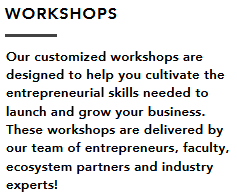 WORKSHOPS
Our customized workshops are
designed to help you cultivate the
entrepreneurial skills needed to
launch and grow your business.
These workshops are delivered by
our team of entrepreneurs, faculty,
ecosystem partners and industry
experts!